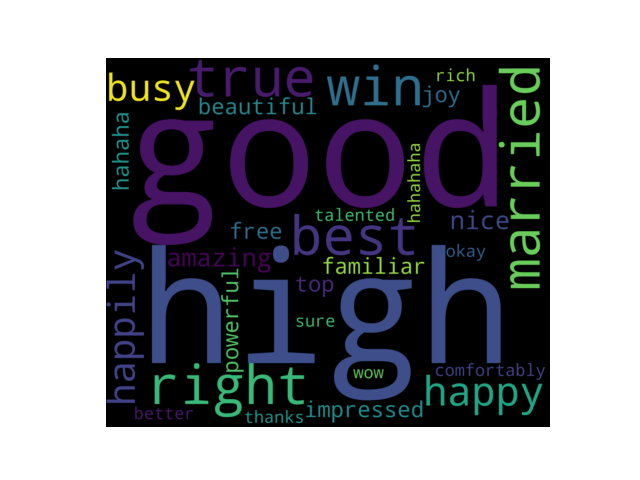 busy true win rich
joy
beautiful
married
hahaha
good
hahahaha
talented
nice
free best
okay
amazing
familiar
happily
powerful
top
high
sure
wow
comfortably
right
happy
impressed
better
thanks